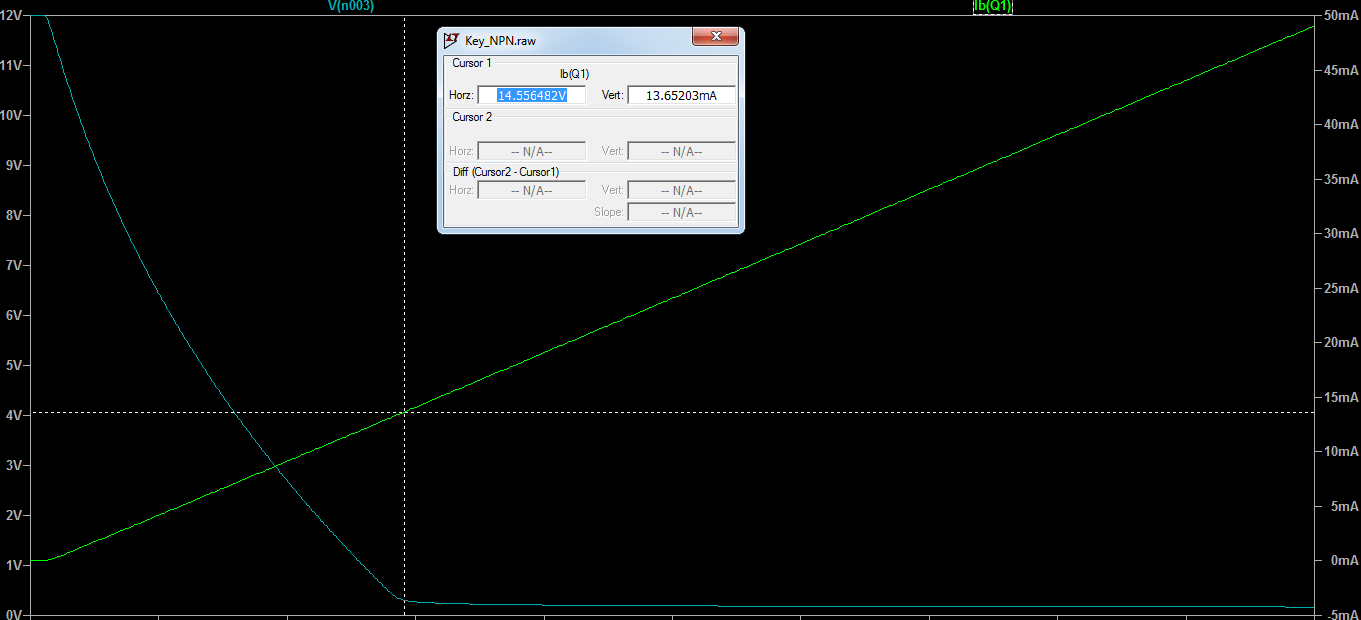 V(n003)
Ib(Q1)
12V
11V
10V
9V
8V
7V
6V
5V
4V
3V
2V
1V
0V
Key_NPN.raw
Cursor 1
Ib(Q1)
Horz: 14.556482V Vert: 13.65203mA
Cursor 2
Horz: -- N/A-- Vert: -- N/A--
Diff (Cursor2 - Cursor1)
Horz: -- N/A-- Vert: -- N/A--
Slope: -- N/A--
50mA
45mA
40mA
35mA
30mA
25mA
20mA
15mA
10mA
5mA
0mA
-5mA